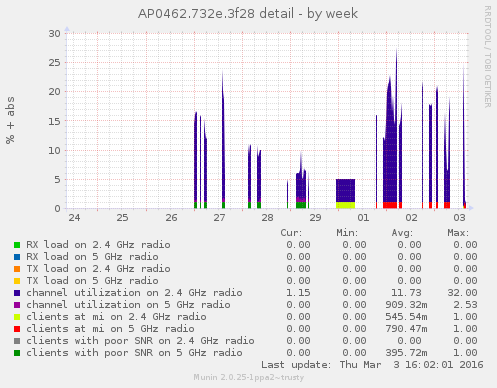 AP0462.732e.3f28 detail - by week
RRDTOOL / TOBI OETIKER
% + abs
30
25
20
15
10
5
0
24 25 26 27 28 29 01 02 03
Cur: Min: Avg: Max:
RX load on 2.4 GHz radio 0.00 0.00 0.00 0.00
RX load on 5 GHz radio 0.00 0.00 0.00 0.00
TX load on 2.4 GHz radio 0.00 0.00 0.00 0.00
TX load on 5 GHz radio 0.00 0.00 0.00 0.00
channel utilization on 2.4 GHz radio 1.15 0.00 11.73 32.00
channel utilization on 5 GHz radio 0.00 0.00 909.32m 2.53
clients at mi on 2.4 GHz radio 0.00 0.00 545.54m 1.00
clients at mi on 5 GHz radio 0.00 0.00 790.47m 1.00
clients with poor SNR on 2.4 GHz radio 0.00 0.00 0.00 0.00
clients with poor SNR on 5 GHz radio 0.00 0.00 395.72m 1.00
Last update: Thu Mar 3 16:02:01 2016
Munin 2.0.25-1ppa2~trusty